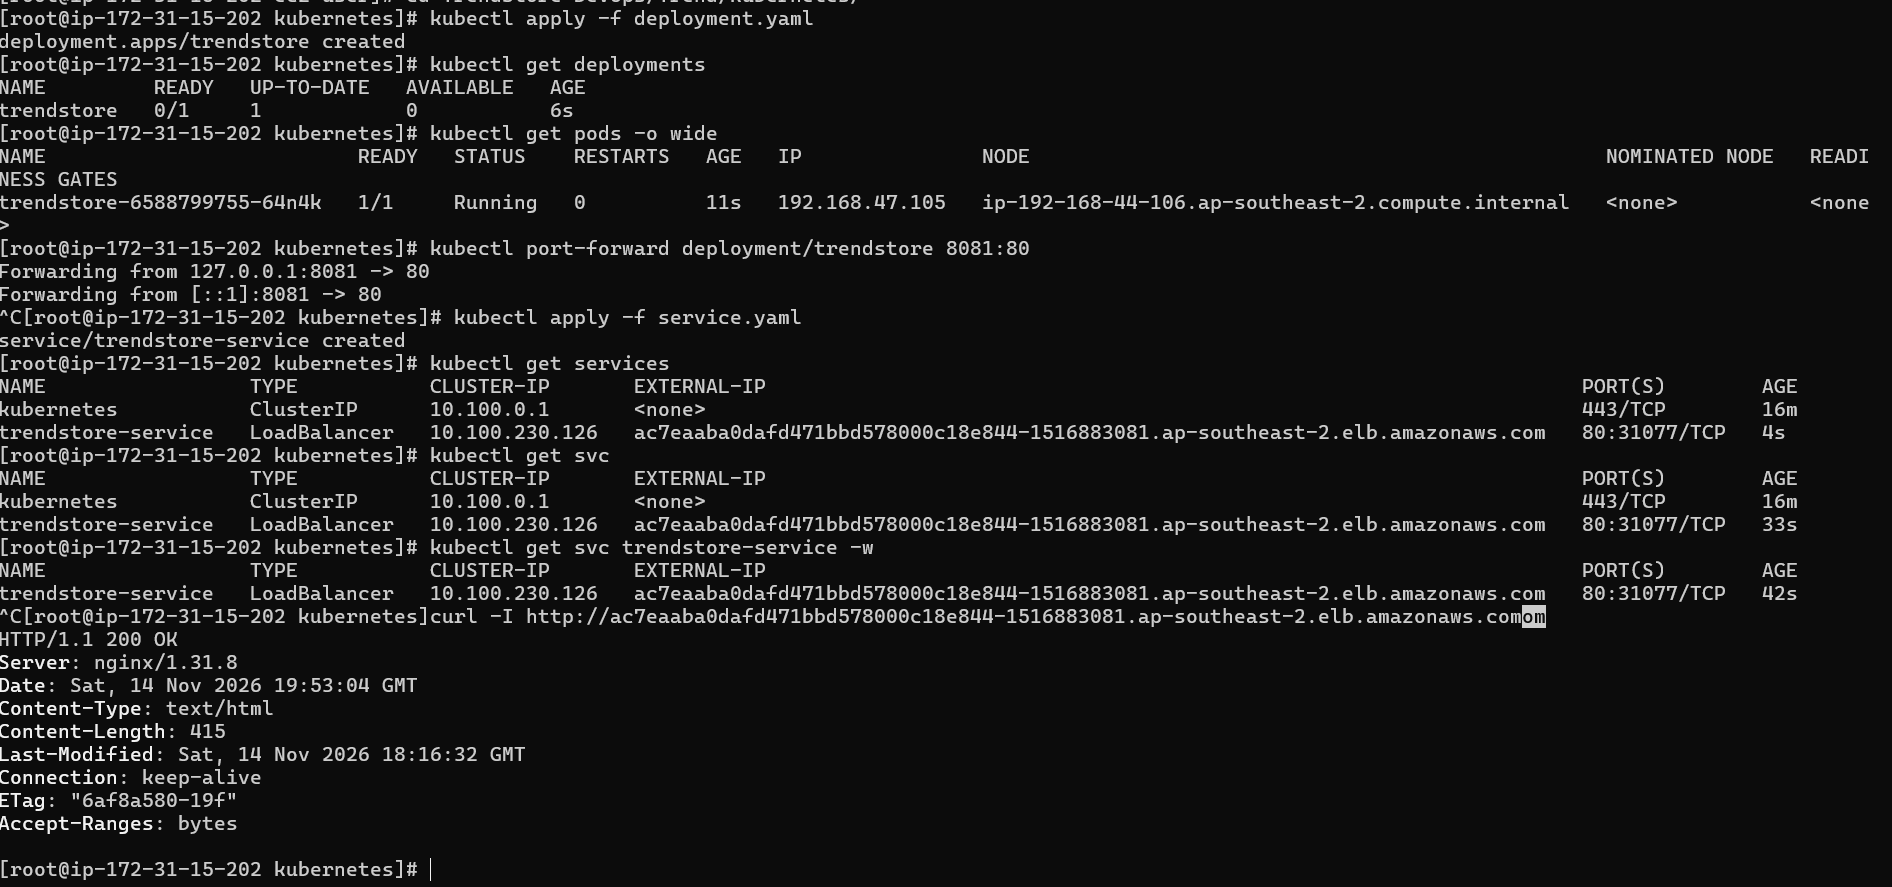 [root@ip-172-31-15-202 kubernetes]# kubectl apply -f deployment.yaml
deployment.apps/trendstore created
[root@ip-172-31-15-202 kubernetes]# kubectl get deployments
NAME         READY   UP-TO-DATE   AVAILABLE   AGE
trendstore   0/1     1            0           6s
[root@ip-172-31-15-202 kubernetes]# kubectl get pods -o wide
NAME                          READY   STATUS    RESTARTS   AGE   IP               NODE                                                NOMINATED NODE   READI
NESS GATES
trendstore-6588799755-64n4k   1/1     Running   0          11s   192.168.47.105   ip-192-168-44-106.ap-southeast-2.compute.internal   <none>           <none
>
[root@ip-172-31-15-202 kubernetes]# kubectl port-forward deployment/trendstore 8081:80
Forwarding from 127.0.0.1:8081 -> 80
Forwarding from [::1]:8081 -> 80
^C[root@ip-172-31-15-202 kubernetes]# kubectl apply -f service.yaml
service/trendstore-service created
[root@ip-172-31-15-202 kubernetes]# kubectl get services
NAME                 TYPE           CLUSTER-IP       EXTERNAL-IP                                                                    PORT(S)        AGE
kubernetes           ClusterIP      10.100.0.1       <none>                                                                         443/TCP        16m
trendstore-service   LoadBalancer   10.100.230.126   ac7eaaba0dafd471bbd578000c18e844-1516883081.ap-southeast-2.elb.amazonaws.com   80:31077/TCP   4s
[root@ip-172-31-15-202 kubernetes]# kubectl get svc
NAME                 TYPE           CLUSTER-IP       EXTERNAL-IP                                                                    PORT(S)        AGE
kubernetes           ClusterIP      10.100.0.1       <none>                                                                         443/TCP        16m
trendstore-service   LoadBalancer   10.100.230.126   ac7eaaba0dafd471bbd578000c18e844-1516883081.ap-southeast-2.elb.amazonaws.com   80:31077/TCP   33s
[root@ip-172-31-15-202 kubernetes]# kubectl get svc trendstore-service -w
NAME                 TYPE           CLUSTER-IP       EXTERNAL-IP                                                                    PORT(S)        AGE
trendstore-service   LoadBalancer   10.100.230.126   ac7eaaba0dafd471bbd578000c18e844-1516883081.ap-southeast-2.elb.amazonaws.com   80:31077/TCP   42s
^C[root@ip-172-31-15-202 kubernetes]curl -I http://ac7eaaba0dafd471bbd578000c18e844-1516883081.ap-southeast-2.elb.amazonaws.comom
HTTP/1.1 200 OK
Server: nginx/1.31.8
Date: Sat, 14 Nov 2026 19:53:04 GMT
Content-Type: text/html
Content-Length: 415
Last-Modified: Sat, 14 Nov 2026 18:16:32 GMT
Connection: keep-alive
ETag: "6af8a580-19f"
Accept-Ranges: bytes
[root@ip-172-31-15-202 kubernetes]#